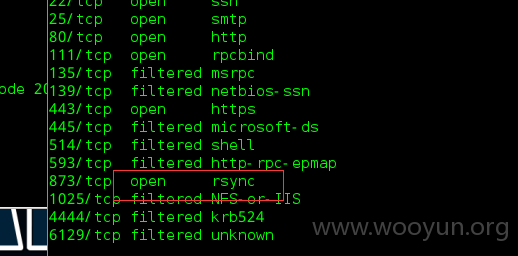 22/tcp open ssh
25/tcp open smtp
80/tcp open http
111/tcp open rpcbind
135/tcp filtered msrpc
ode 20
139/tcp filtered netbios-ssn
443/tcp open https
445/tcp filtered microsoft-ds
514/tcp filtered shell
593/tcp filtered http-rpc-epmap
873/tcp open rsync
1025/tcp filtered NFS-or-IIS
4444/tcp filtered krb524
6129/tcp filtered unknown
www.wooyun.org